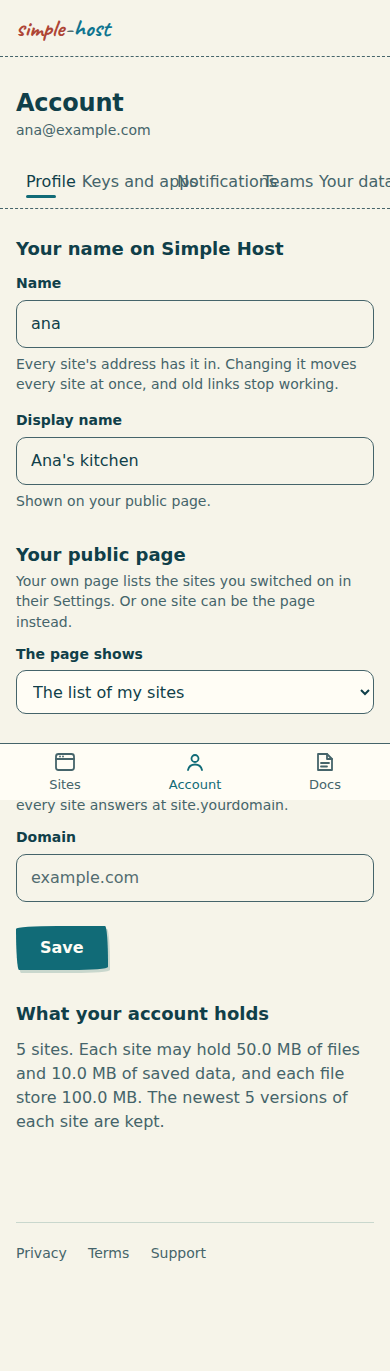 simple-host
Account
ana@example.com
Profile Keys and apps Notifications Teams Your data
Your name on Simple Host
Name
ana
Every site's address has it in. Changing it moves
every site at once, and old links stop working.
Display name
Ana's kitchen
Shown on your public page.
Your public page
Your own page lists the sites you switched on in
their Settings. Or one site can be the page
instead.
The page shows
The list of my sites
Sites Account Docs
every site answers at site.yourdomain.
Domain
example.com
Save
What your account holds
5 sites. Each site may hold 50.0 MB of files
and 10.0 MB of saved data, and each file
store 100.0 MB. The newest 5 versions of
each site are kept.
Privacy Terms Support